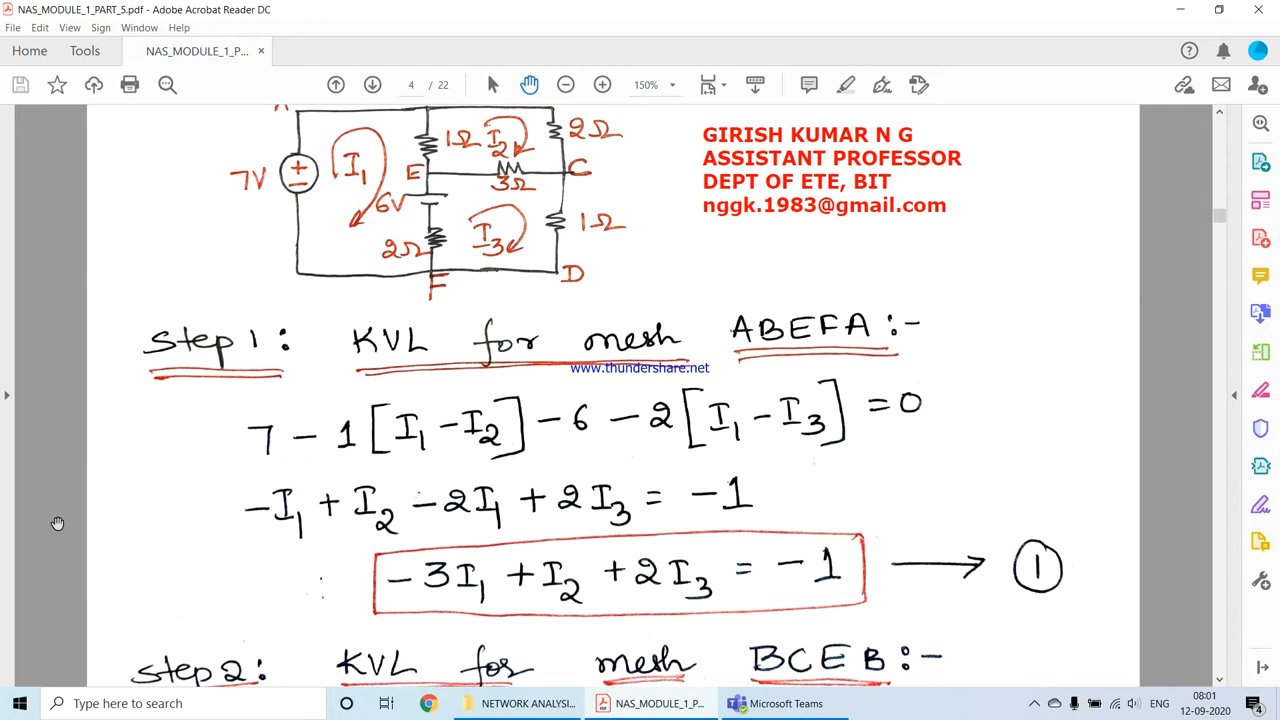 NAS_MODULE_1_PART_5.pdf - Adobe Acrobat Reader DC
File Edit View Sign Window Help
Home Tools NAS_MODULE_1_P... ×
4 / 22 150%
1Ω I2 2Ω
7V I1 E 3Ω C
6V
2Ω I3 1Ω
F D
GIRISH KUMAR N G
ASSISTANT PROFESSOR
DEPT OF ETE, BIT
nggk.1983@gmail.com
Step 1: KVL for mesh ABEFA:-
www.thundershare.net
7 - 1[I1 - I2] - 6 - 2[I1 - I3] = 0
-I1 + I2 - 2I1 + 2I3 = -1
-3I1 + I2 + 2I3 = -1 → 1
Step 2: KVL for mesh BCEB:-
Type here to search
NETWORK ANALYSI...
NAS_MODULE_1_P...
Microsoft Teams
08:01
12-09-2020
4